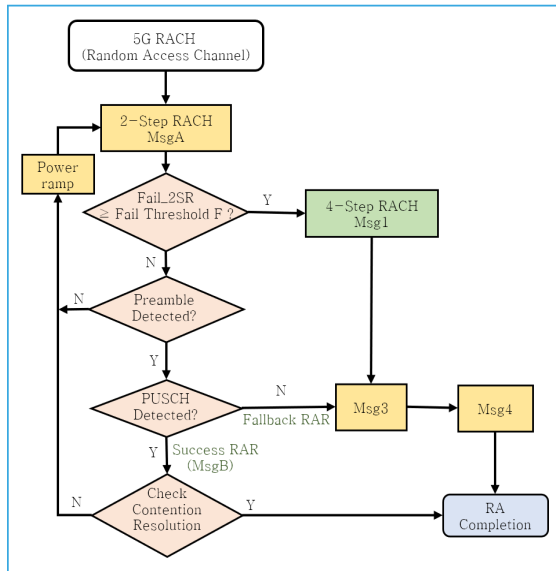 5G RACH
(Random Access Channel)
2-Step RACH
MsgA
Power
ramp
Fail_2SR
≥ Fail Threshold F ?
Y
4-Step RACH
Msg1
N
N
Preamble
Detected?
Y
PUSCH
Detected?
N
Fallback RAR
Msg3
Msg4
Y
Success RAR
(MsgB)
N
Check
Contention
Resolution
Y
RA
Completion